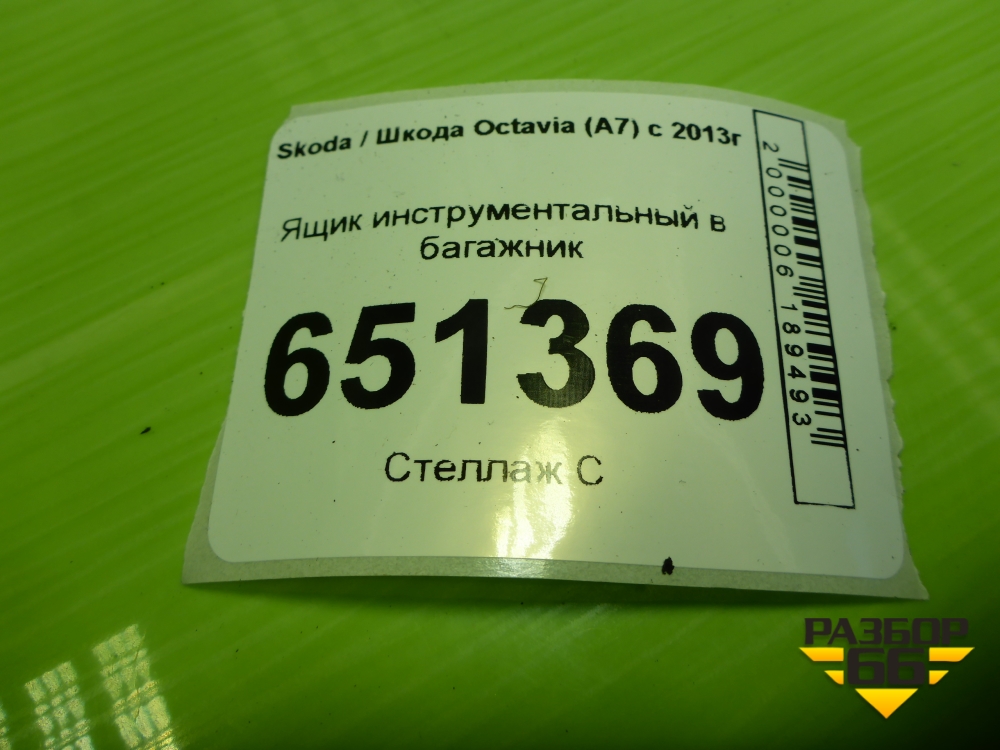 Skoda / Шкода Octavia (A7) с 2013г
Ящик инструментальный в
багажник
651369
Стеллаж С
2000006189493
РАЗБОР
66